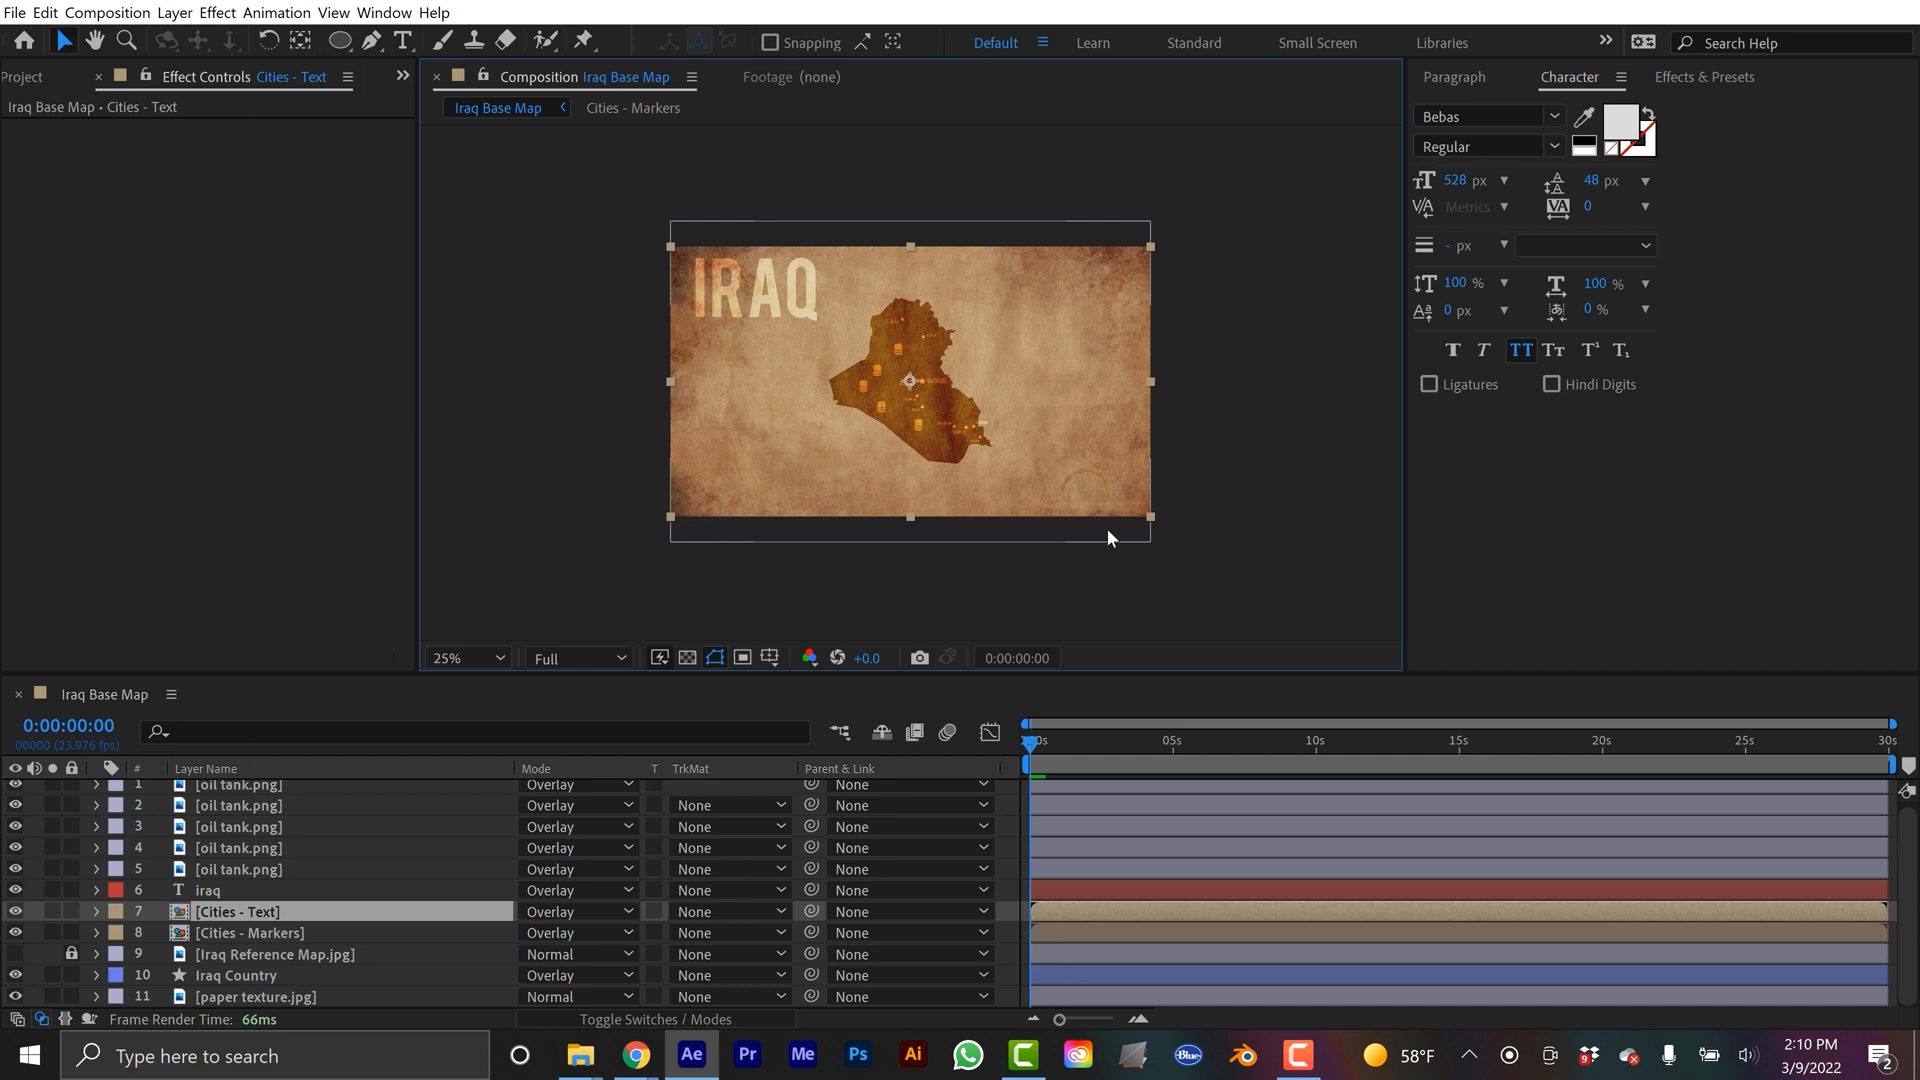 File Edit Composition Layer Effect Animation View Window Help
Snapping
Default Learn Standard Small Screen Libraries
Search Help
Project × Effect Controls Cities - Text
× Composition Iraq Base Map Footage (none)
Paragraph Character Effects & Presets
Iraq Base Map • Cities - Text
Iraq Base Map Cities - Markers
Bebas
Regular
528 px 48 px
Metrics 0
- px
100 % 100 %
0 px 0 %
Ligatures Hindi Digits
IRAQ
25% Full +0.0 0:00:00:00
× Iraq Base Map
0:00:00:00
00000 (23.976 fps)
05s 10s 15s 20s 25s 30s
# Layer Name Mode T TrkMat Parent & Link
1 [oil tank.png] Overlay None
2 [oil tank.png] Overlay None None
3 [oil tank.png] Overlay None None
4 [oil tank.png] Overlay None None
5 [oil tank.png] Overlay None None
6 T iraq Overlay None None
7 [Cities - Text] Overlay None None
8 [Cities - Markers] Overlay None None
9 [Iraq Reference Map.jpg] Normal None None
10 Iraq Country Overlay None None
11 [paper texture.jpg] Normal None None
Frame Render Time: 66ms Toggle Switches / Modes
Type here to search
Ae Pr Me Ps Ai Blue 58°F
2:10 PM
3/9/2022
2